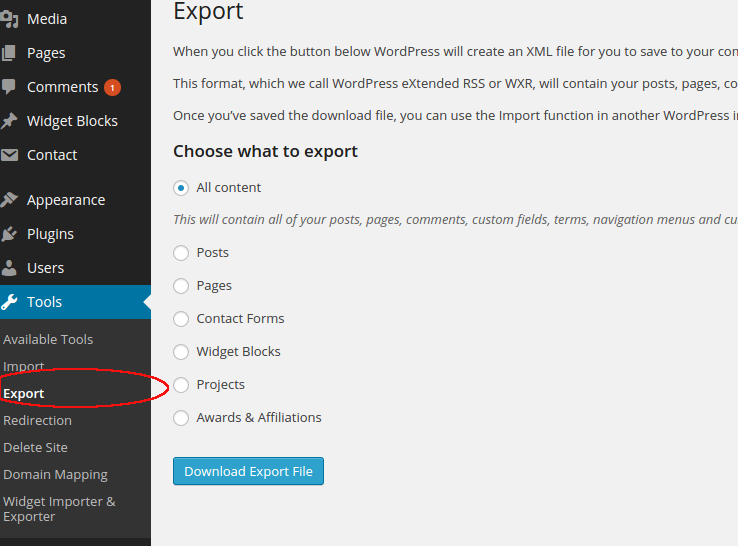 Media
Pages
Comments 1
Widget Blocks
Contact
Appearance
Plugins
Users
Tools
Available Tools
Import
Export
Redirection
Delete Site
Domain Mapping
Widget Importer &
Exporter
Export
When you click the button below WordPress will create an XML file for you to save to your
This format, which we call WordPress eXtended RSS or WXR, will contain your posts, pages,
Once you've saved the download file, you can use the Import function in another WordPress
Choose what to export
All content
This will contain all of your posts, pages, comments, custom fields, terms, navigation menus and
Posts
Pages
Contact Forms
Widget Blocks
Projects
Awards & Affiliations
Download Export File